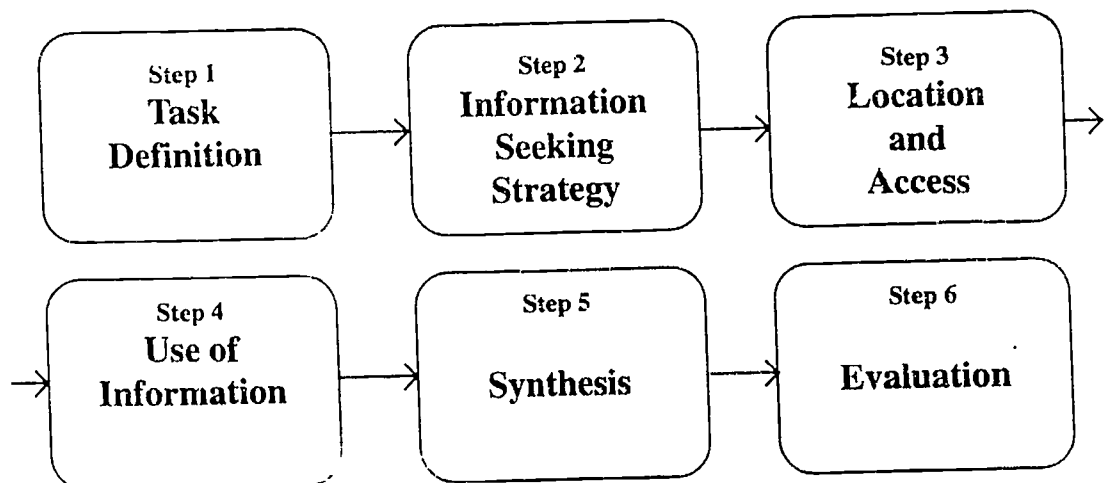 Step 1
Task
Definition
Step 2
Information
Seeking
Strategy
Step 3
Location
and
Access
Step 4
Use of
Information
Step 5
Synthesis
Step 6
Evaluation